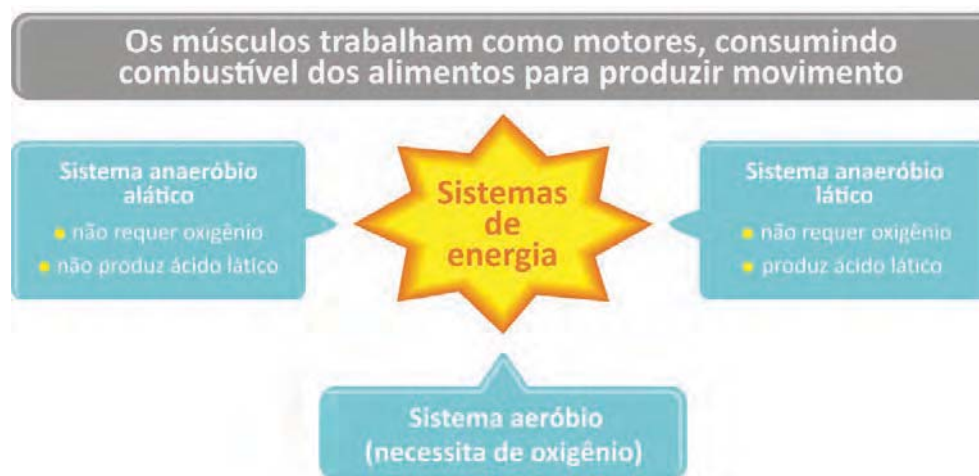 Os músculos trabalham como motores, consumindo
combustível dos alimentos para produzir movimento
Sistema anaeróbio
alático
não requer oxigênio
não produz ácido lático
Sistemas
de
energia
Sistema anaeróbio
lático
não requer oxigênio
produz ácido lático
Sistema aeróbio
(necessita de oxigênio)